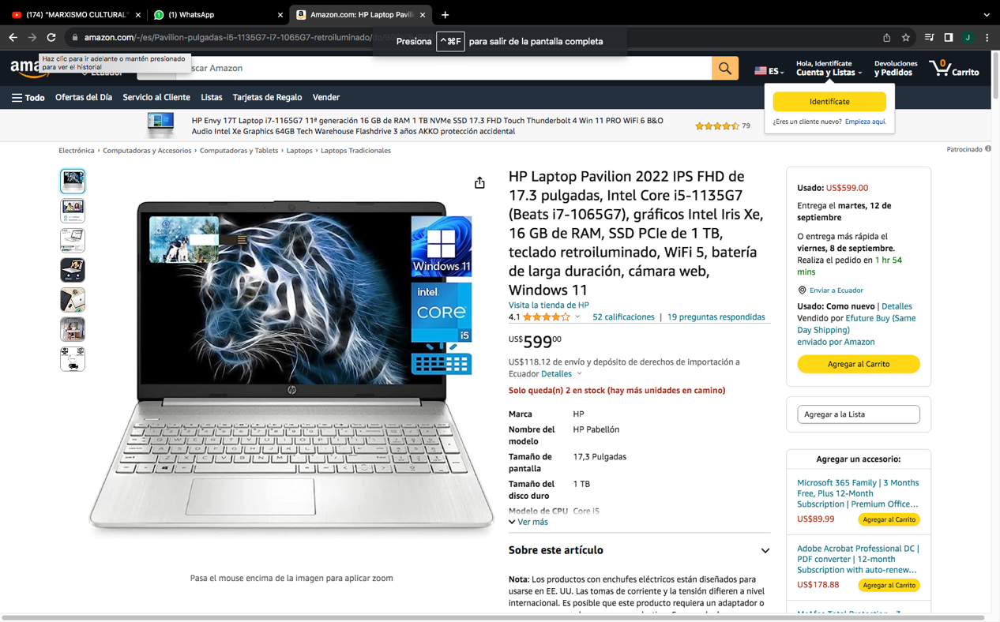 (174) "MARXISMO CULTURAL"
(1) WhatsApp
Amazon.com: HP Laptop Pavili
amazon.com/-/es/Pavilion-pulgadas-i5-1135G7-i7-1065G7-retroiluminado/
Presiona ^⌘F para salir de la pantalla completa
J
Haz clic para ir adelante o mantén presionado
para ver el historial
Ecuador
scar Amazon
ES
Hola, Identifícate
Cuenta y Listas
Devoluciones
y Pedidos
0
Carrito
Identifícate
¿Eres un cliente nuevo? Empieza aquí.
Todo
Ofertas del Día
Servicio al Cliente
Listas
Tarjetas de Regalo
Vender
HP Envy 17T Laptop i7-1165G7 11ª generación 16 GB de RAM 1 TB NVMe SSD 17.3 FHD Touch Thunderbolt 4 Win 11 PRO WiFi 6 B&O
Audio Intel Xe Graphics 64GB Tech Warehouse Flashdrive 3 años AKKO protección accidental
79
Patrocinado
Electrónica › Computadoras y Accesorios › Computadoras y Tablets › Laptops › Laptops Tradicionales
Windows 11
intel.
CORE
i5
hp
Pasa el mouse encima de la imagen para aplicar zoom
HP Laptop Pavilion 2022 IPS FHD de
17.3 pulgadas, Intel Core i5-1135G7
(Beats i7-1065G7), gráficos Intel Iris Xe,
16 GB de RAM, SSD PCIe de 1 TB,
teclado retroiluminado, WiFi 5, batería
de larga duración, cámara web,
Windows 11
Visita la tienda de HP
4.1
52 calificaciones | 19 preguntas respondidas
US$599⁰⁰
US$118.12 de envío y depósito de derechos de importación a
Ecuador Detalles
Solo queda(n) 2 en stock (hay más unidades en camino)
Marca HP
Nombre del HP Pabellón
modelo
Tamaño de 17,3 Pulgadas
pantalla
Tamaño del 1 TB
disco duro
Modelo de CPU Core i5
Ver más
Sobre este artículo
Nota: Los productos con enchufes eléctricos están diseñados para
usarse en EE. UU. Las tomas de corriente y la tensión difieren a nivel
internacional. Es posible que este producto requiera un adaptador o
Usado: US$599.00
Entrega el martes, 12 de
septiembre
O entrega más rápida el
viernes, 8 de septiembre.
Realiza el pedido en 1 hr 54
mins
Enviar a Ecuador
Usado: Como nuevo | Detalles
Vendido por Efuture Buy (Same
Day Shipping)
enviado por Amazon
Agregar al Carrito
Agregar a la Lista
Agregar un accesorio:
Microsoft 365 Family | 3 Months
Free, Plus 12-Month
Subscription | Premium Office...
US$89.99
Agregar al Carrito
Adobe Acrobat Professional DC |
PDF converter | 12-month
Subscription with auto-renew...
US$178.88
Agregar al Carrito